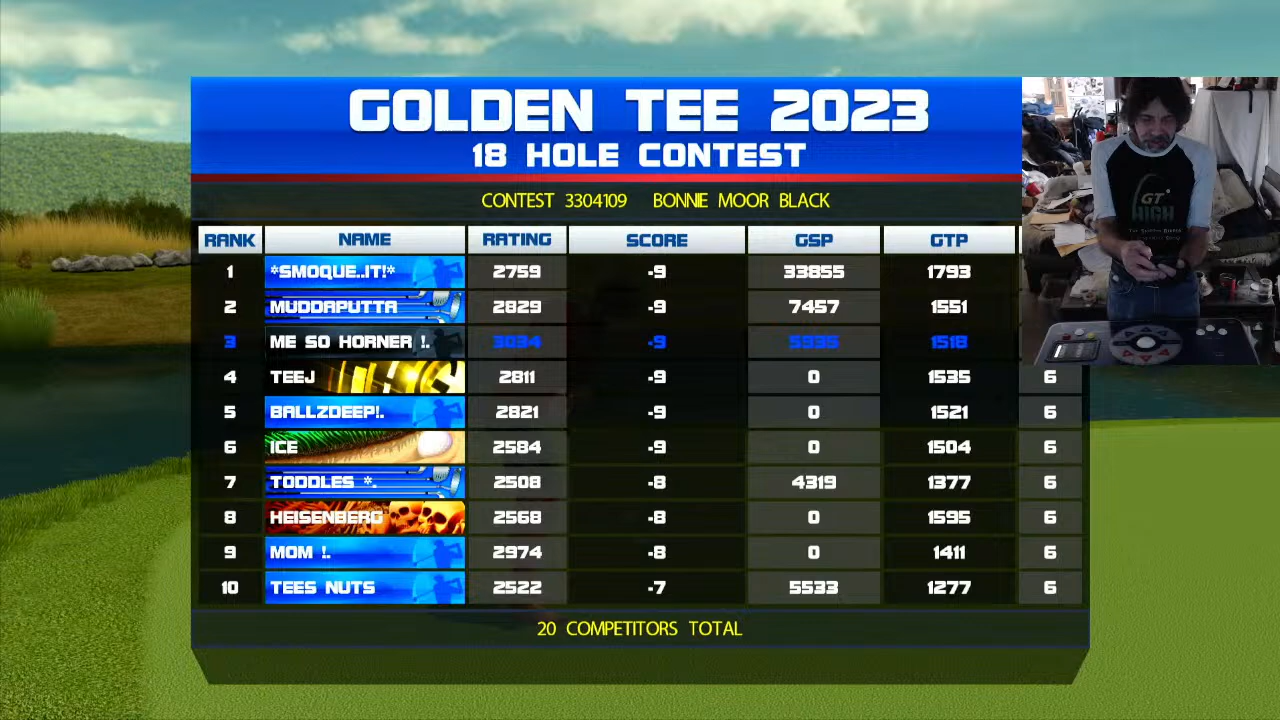 GOLDEN TEE 2023
18 HOLE CONTEST
CONTEST 3304109 BONNIE MOOR BLACK
RANK NAME RATING SCORE GSP GTP
1 *SMOQUE..IT!* 2759 -9 33855 1793
2 MUDDAPUTTA 2829 -9 7457 1551
3 ME SO HORNER !. 3034 -9 5935 1518
4 TEEJ 2811 -9 0 1535 6
5 BALLZDEEP!. 2821 -9 0 1521 6
6 ICE 2584 -9 0 1504 6
7 TODDLES *. 2508 -8 4319 1377 6
8 HEISENBERG 2568 -8 0 1595 6
9 MOM !. 2974 -8 0 1411 6
10 TEES NUTS 2522 -7 5533 1277 6
20 COMPETITORS TOTAL
GT
HIGH